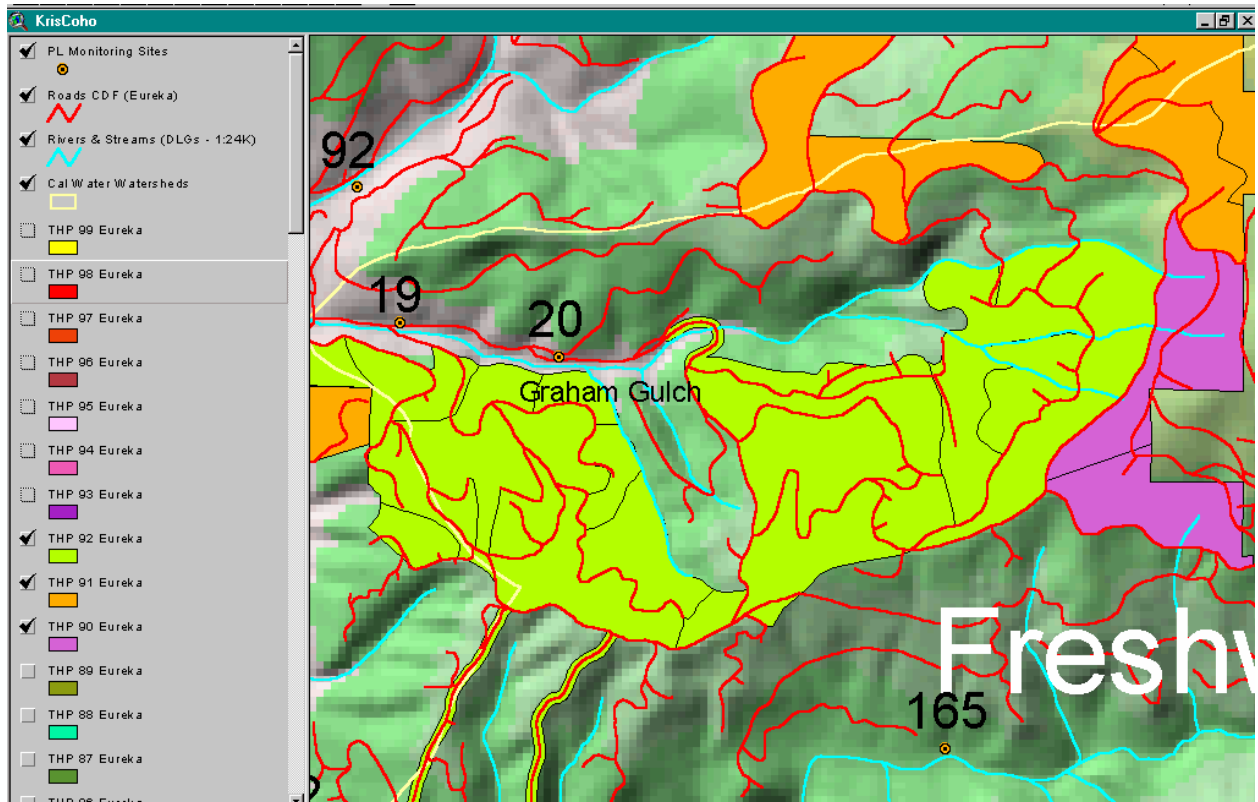 KrisCoho
PL Monitoring Sites
Roads CDF (Eureka)
Rivers & Streams (DLGs - 1:24K)
Cal Water Watersheds
THP 99 Eureka
THP 98 Eureka
THP 97 Eureka
THP 96 Eureka
THP 95 Eureka
THP 94 Eureka
THP 93 Eureka
THP 92 Eureka
THP 91 Eureka
THP 90 Eureka
THP 89 Eureka
THP 88 Eureka
THP 87 Eureka
92
19
20
Graham Gulch
Freshw
165